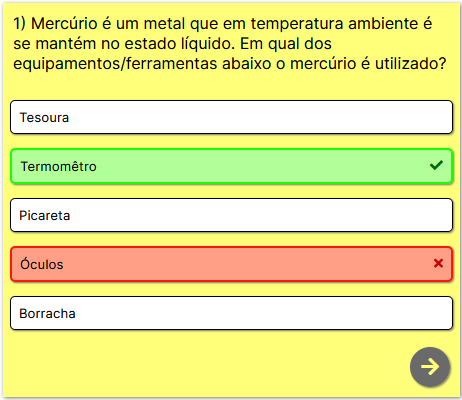 1) Mercúrio é um metal que em temperatura ambiente é
se mantém no estado líquido. Em qual dos
equipamentos/ferramentas abaixo o mercúrio é utilizado?
Tesoura
Termomêtro
Picareta
Óculos
Borracha